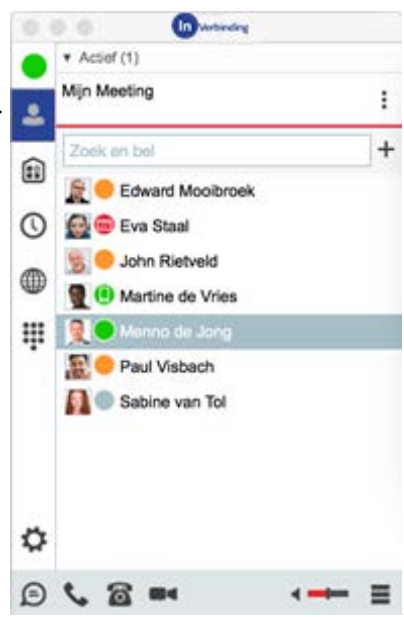 In Verbinding
▾ Actief (1)
Mijn Meeting
Zoek en bel
Edward Mooibroek
Eva Staal
John Rietveld
Martine de Vries
Menno de Jong
Paul Visbach
Sabine van Tol